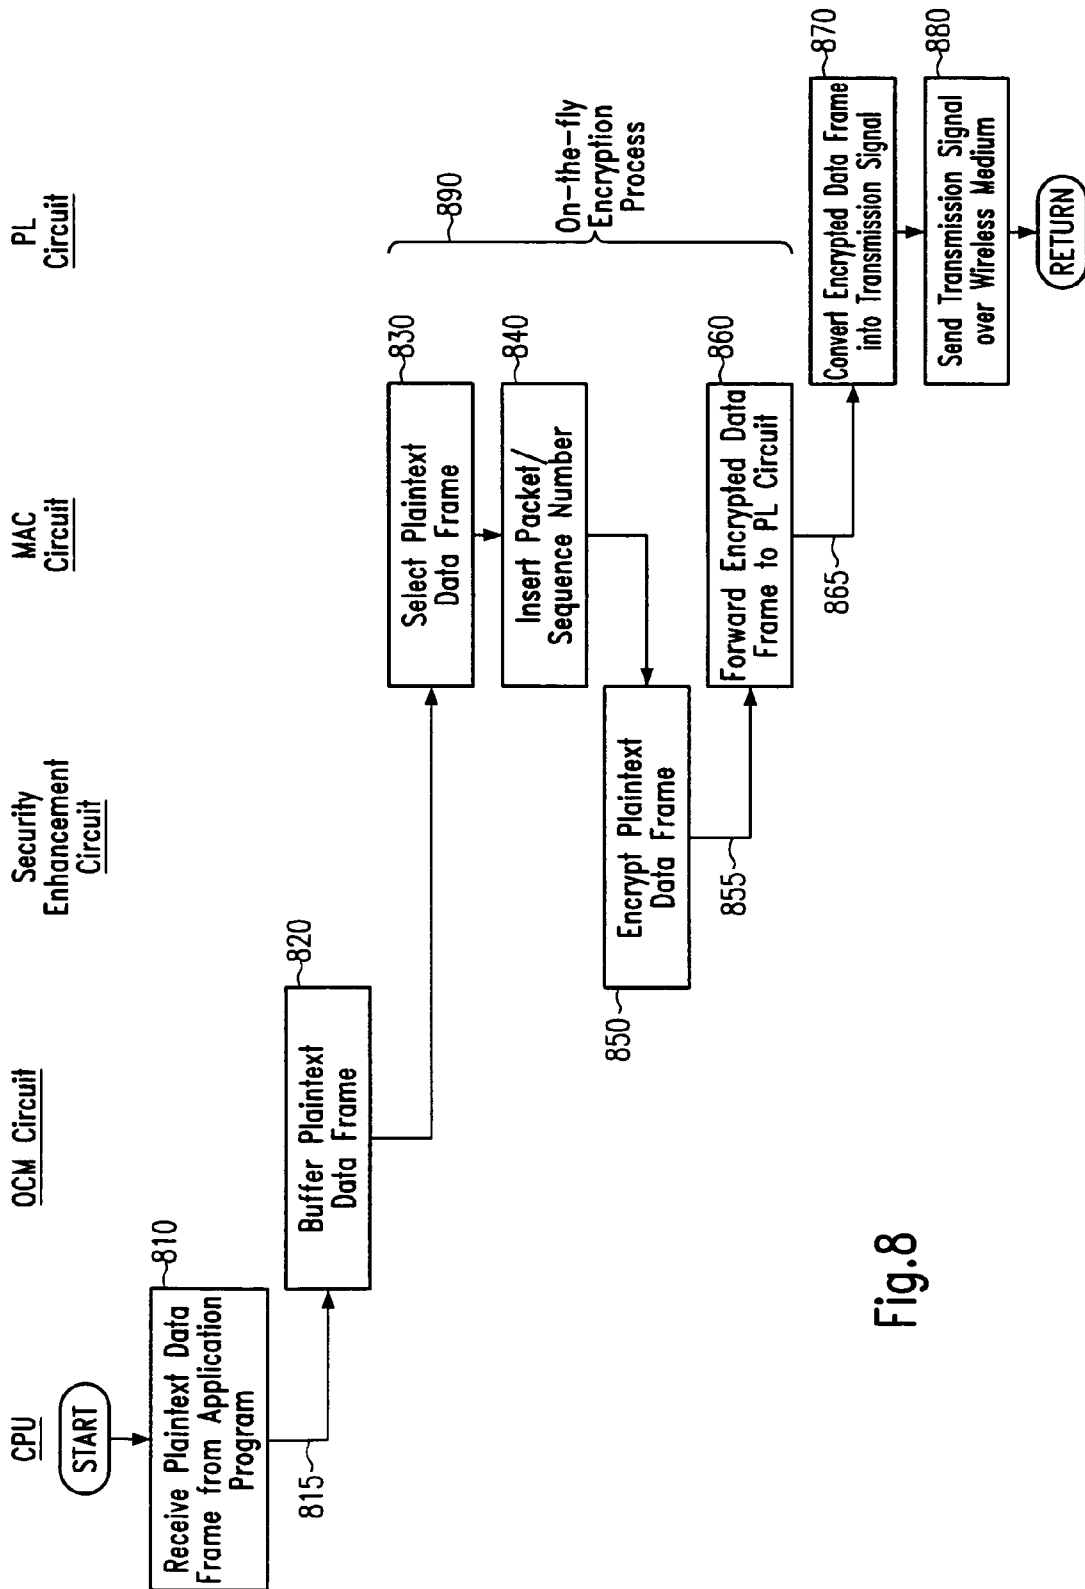 CPU
OCM Circuit
Security
Enhancement
Circuit
MAC
Circuit
PL
Circuit
START
810
Receive Plaintext Data
Frame from Application
Program
815
820
Buffer Plaintext
Data Frame
830
Select Plaintext
Data Frame
840
Insert Packet/
Sequence Number
850
Encrypt Plaintext
Data Frame
855
860
Forward Encrypted Data
Frame to PL Circuit
865
890
On-the-fly
Encryption
Process
870
Convert Encrypted Data Frame
into Transmission Signal
880
Send Transmission Signal
over Wireless Medium
RETURN
Fig.8